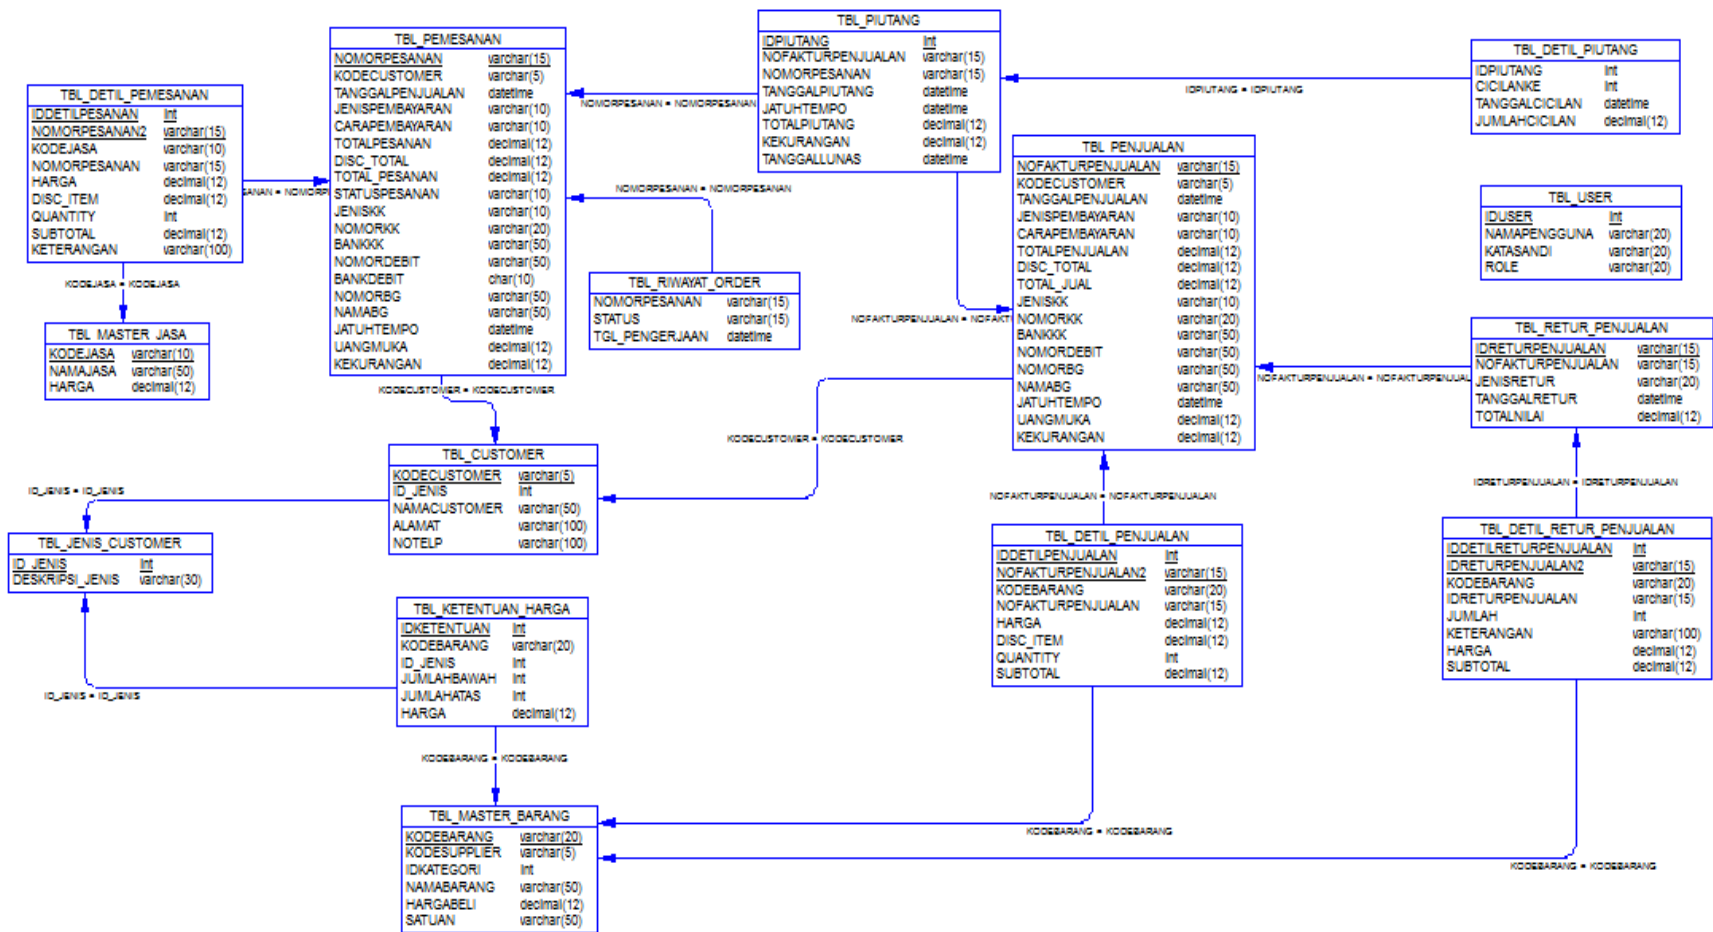 TBL_PIUTANG
IDPIUTANG int
NOFAKTURPENJUALAN varchar(15)
NOMORPESANAN varchar(15)
TANGGALPIUTANG datetime
JATUHTEMPO datetime
TOTALPIUTANG decimal(12)
KEKURANGAN decimal(12)
TANGGALLUNAS datetime
TBL_PEMESANAN
NOMORPESANAN varchar(15)
KODECUSTOMER varchar(5)
TANGGALPENJUALAN datetime
JENISPEMBAYARAN varchar(10)
CARAPEMBAYARAN varchar(10)
TOTALPESANAN decimal(12)
DISC_TOTAL decimal(12)
TOTAL_PESANAN decimal(12)
STATUSPESANAN varchar(10)
JENISKK varchar(10)
NOMORKK varchar(20)
BANKKK varchar(50)
NOMORDEBIT varchar(50)
BANKDEBIT char(10)
NOMORBG varchar(50)
NAMABG varchar(50)
JATUHTEMPO datetime
UANGMUKA decimal(12)
KEKURANGAN decimal(12)
TBL_DETIL_PIUTANG
IDPIUTANG int
CICILANKE int
TANGGALCICILAN datetime
JUMLAHCICILAN decimal(12)
TBL_DETIL_PEMESANAN
IDDETILPESANAN int
NOMORPESANAN2 varchar(15)
KODEJASA varchar(10)
NOMORPESANAN varchar(15)
HARGA decimal(12)
DISC_ITEM decimal(12)
QUANTITY int
SUBTOTAL decimal(12)
KETERANGAN varchar(100)
NOMORPESANAN = NOMORPESANAN
IDPIUTANG = IDPIUTANG
SANAN = NOMORPE
NOMORPESANAN = NOMORPESANAN
TBL_PENJUALAN
NOFAKTURPENJUALAN varchar(15)
KODECUSTOMER varchar(5)
TANGGALPENJUALAN datetime
JENISPEMBAYARAN varchar(10)
CARAPEMBAYARAN varchar(10)
TOTALPENJUALAN decimal(12)
DISC_TOTAL decimal(12)
TOTAL_JUAL decimal(12)
JENISKK varchar(10)
NOMORKK varchar(20)
BANKKK varchar(50)
NOMORDEBIT varchar(50)
NOMORBG varchar(50)
NAMABG varchar(50)
JATUHTEMPO datetime
UANGMUKA decimal(12)
KEKURANGAN decimal(12)
TBL_USER
IDUSER int
NAMAPENGGUNA varchar(20)
KATASANDI varchar(20)
ROLE varchar(20)
KODEJASA = KODEJASA
TBL_RIWAYAT_ORDER
NOMORPESANAN varchar(15)
STATUS varchar(15)
TGL_PENGERJAAN datetime
NOFAKTURPENJUALAN = NOFAKT
TBL_MASTER_JASA
KODEJASA varchar(10)
NAMAJASA varchar(50)
HARGA decimal(12)
TBL_RETUR_PENJUALAN
IDRETURPENJUALAN varchar(15)
NOFAKTURPENJUALAN varchar(15)
JENISRETUR varchar(20)
TANGGALRETUR datetime
TOTALNILAI decimal(12)
NOFAKTURPENJUALAN = NOFAKTURPENJUAL
KODECUSTOMER = KODECUSTOMER
KODECUSTOMER = KODECUSTOMER
TBL_CUSTOMER
KODECUSTOMER varchar(5)
ID_JENIS int
NAMACUSTOMER varchar(50)
ALAMAT varchar(100)
NOTELP varchar(100)
ID_JENIS = ID_JENIS
NOFAKTURPENJUALAN = NOFAKTURPENJUALAN
IDRETURPENJUALAN = IDRETURPENJUALAN
TBL_JENIS_CUSTOMER
ID_JENIS int
DESKRIPSI_JENIS varchar(30)
TBL_DETIL_PENJUALAN
IDDETILPENJUALAN int
NOFAKTURPENJUALAN2 varchar(15)
KODEBARANG varchar(20)
NOFAKTURPENJUALAN varchar(15)
HARGA decimal(12)
DISC_ITEM decimal(12)
QUANTITY int
SUBTOTAL decimal(12)
TBL_DETIL_RETUR_PENJUALAN
IDDETILRETURPENJUALAN int
IDRETURPENJUALAN2 varchar(15)
KODEBARANG varchar(20)
IDRETURPENJUALAN varchar(15)
JUMLAH int
KETERANGAN varchar(100)
HARGA decimal(12)
SUBTOTAL decimal(12)
TBL_KETENTUAN_HARGA
IDKETENTUAN int
KODEBARANG varchar(20)
ID_JENIS int
JUMLAHBAWAH int
JUMLAHATAS int
HARGA decimal(12)
ID_JENIS = ID_JENIS
KODEBARANG = KODEBARANG
TBL_MASTER_BARANG
KODEBARANG varchar(20)
KODESUPPLIER varchar(5)
IDKATEGORI int
NAMABARANG varchar(50)
HARGABELI decimal(12)
SATUAN varchar(50)
KODEBARANG = KODEBARANG
KODEBARANG = KODEBARANG